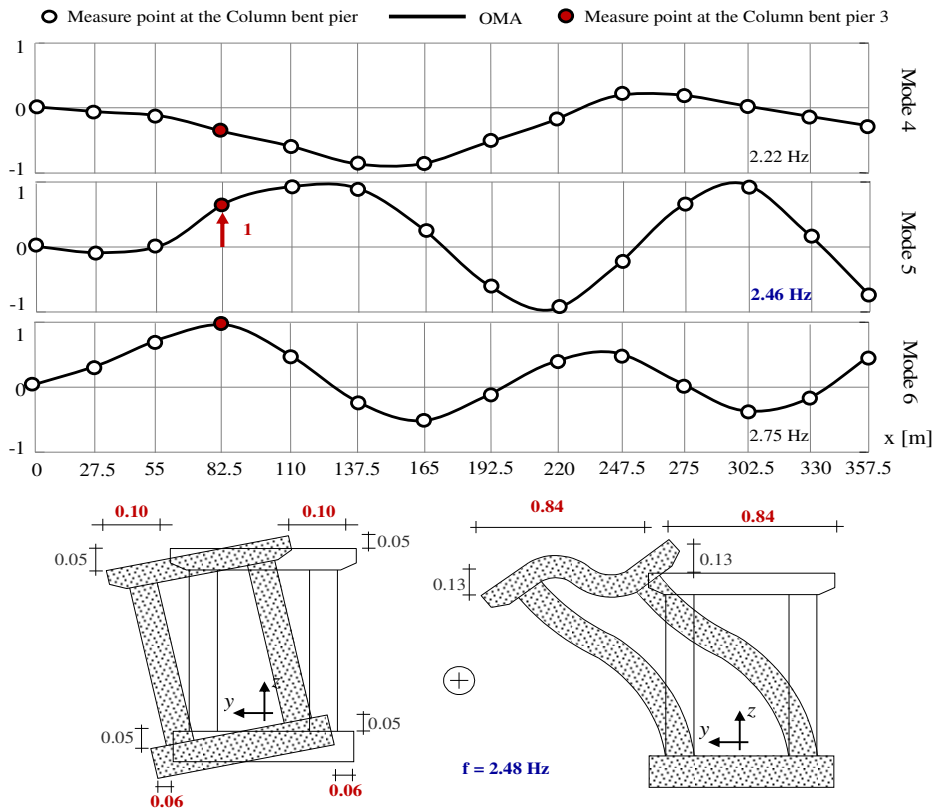 Measure point at the Column bent pier OMA Measure point at the Column bent pier 3
1
0
-1
2.22 Hz
Mode 4
1
0
-1
1
2.46 Hz
Mode 5
1
0
-1
2.75 Hz
Mode 6
x [m]
0 27.5 55 82.5 110 137.5 165 192.5 220 247.5 275 302.5 330 357.5
0.10 0.10
0.05 0.05
y z
0.05 0.05
0.06 0.06
0.84 0.84
0.13 0.13
y z
f = 2.48 Hz